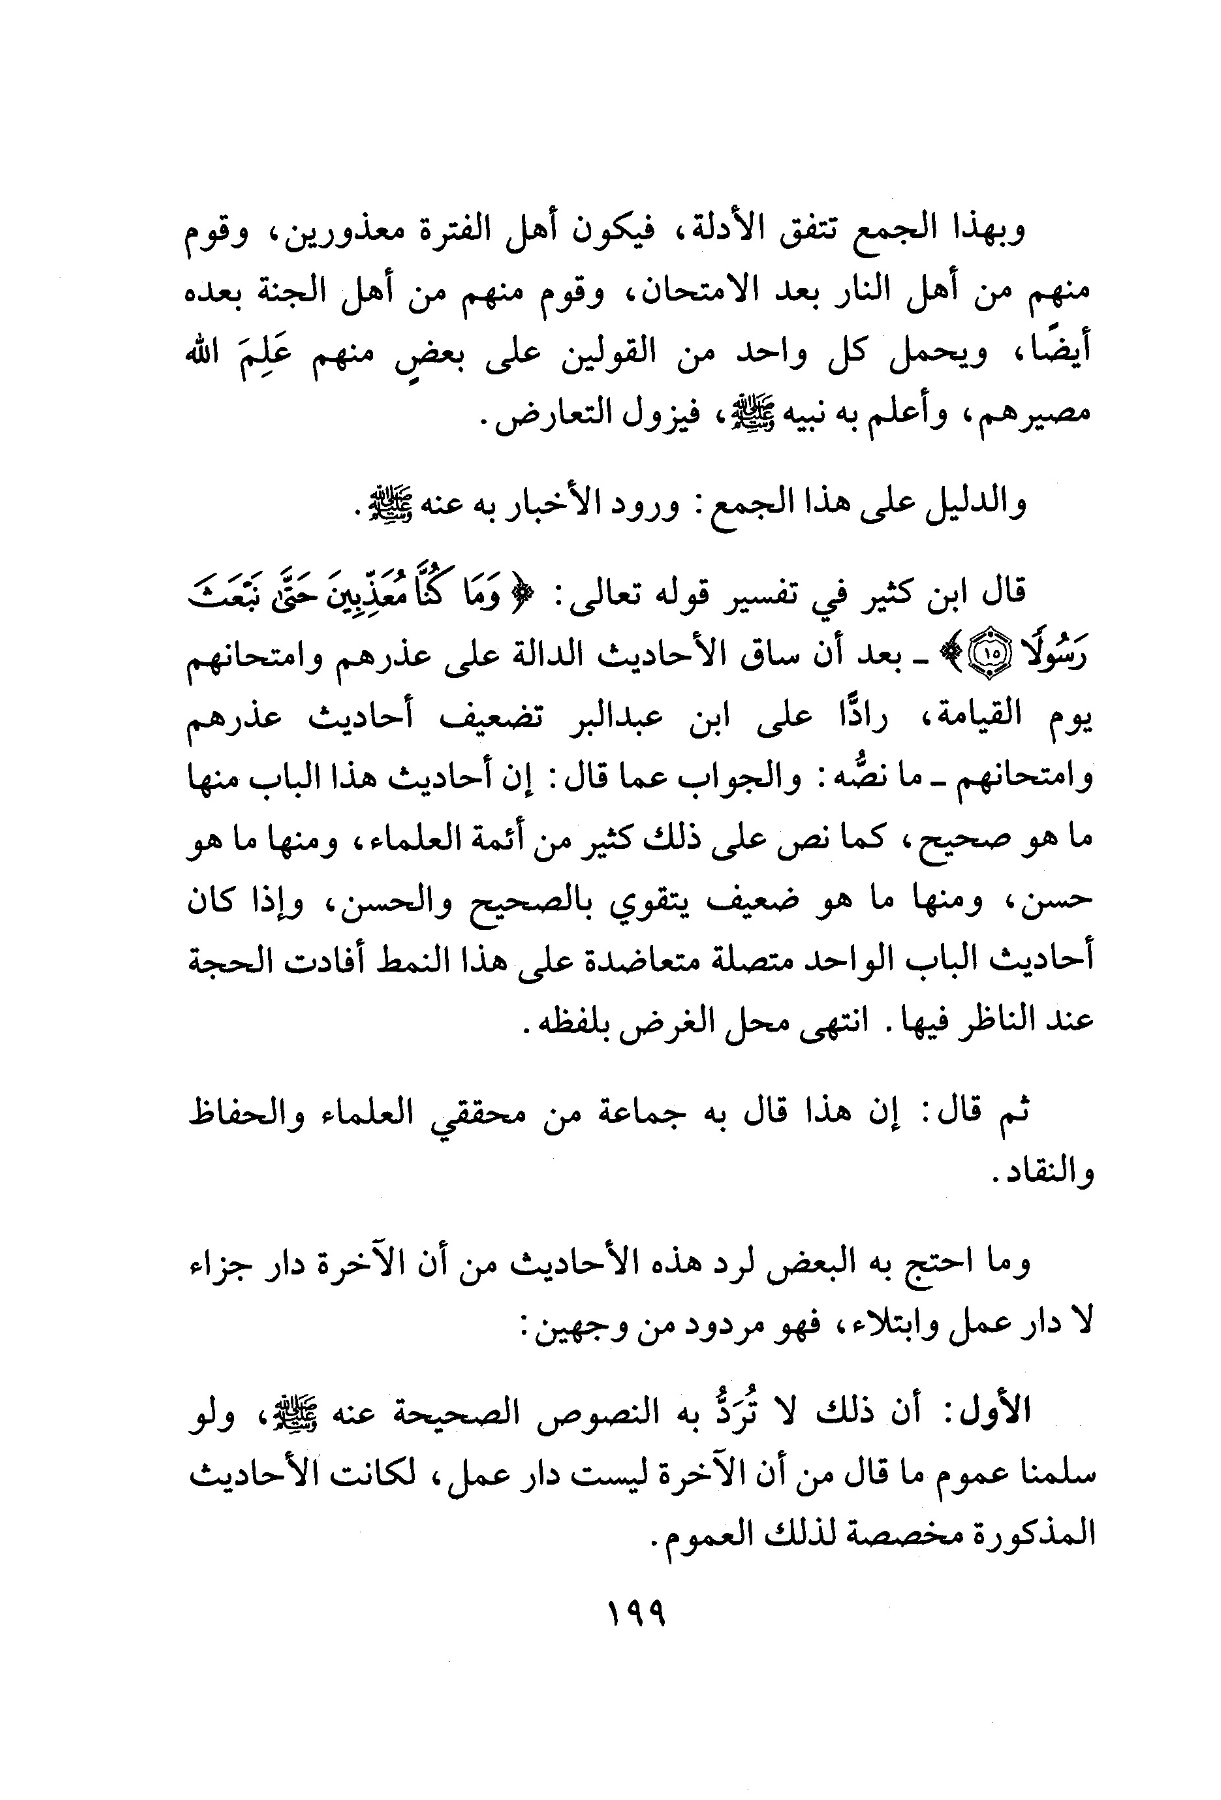 وبهذا الجمع تتفق الأدلة، فيكون أهل الفترة معذورين، وقوم
منهم من أهل النار بعد الامتحان، وقوم منهم من أهل الجنة بعده
أيضًا، ويحمل كل واحد من القولين على بعضٍ منهم عَلِمَ الله
مصيرهم، وأعلم به نبيه ﷺ، فيزول التعارض.
والدليل على هذا الجمع: ورود الأخبار به عنه ﷺ.
قال ابن كثير في تفسير قوله تعالى: ﴿وَمَا كُنَّا مُعَذِّبِينَ حَتَّىٰ نَبْعَثَ
رَسُولًا ١٥﴾ ـ بعد أن ساق الأحاديث الدالة على عذرهم وامتحانهم
يوم القيامة، رادًّا على ابن عبدالبر تضعيف أحاديث عذرهم
وامتحانهم ـ ما نصُّه: والجواب عما قال: إن أحاديث هذا الباب منها
ما هو صحيح، كما نص على ذلك كثير من أئمة العلماء، ومنها ما هو
حسن، ومنها ما هو ضعيف يتقوي بالصحيح والحسن، وإذا كان
أحاديث الباب الواحد متصلة متعاضدة على هذا النمط أفادت الحجة
عند الناظر فيها. انتهى محل الغرض بلفظه.
ثم قال: إن هذا قال به جماعة من محققي العلماء والحفاظ
والنقاد.
وما احتج به البعض لرد هذه الأحاديث من أن الآخرة دار جزاء
لا دار عمل وابتلاء، فهو مردود من وجهين:
الأول: أن ذلك لا تُرَدُّ به النصوص الصحيحة عنه ﷺ، ولو
سلمنا عموم ما قال من أن الآخرة ليست دار عمل، لكانت الأحاديث
المذكورة مخصصة لذلك العموم.
١٩٩